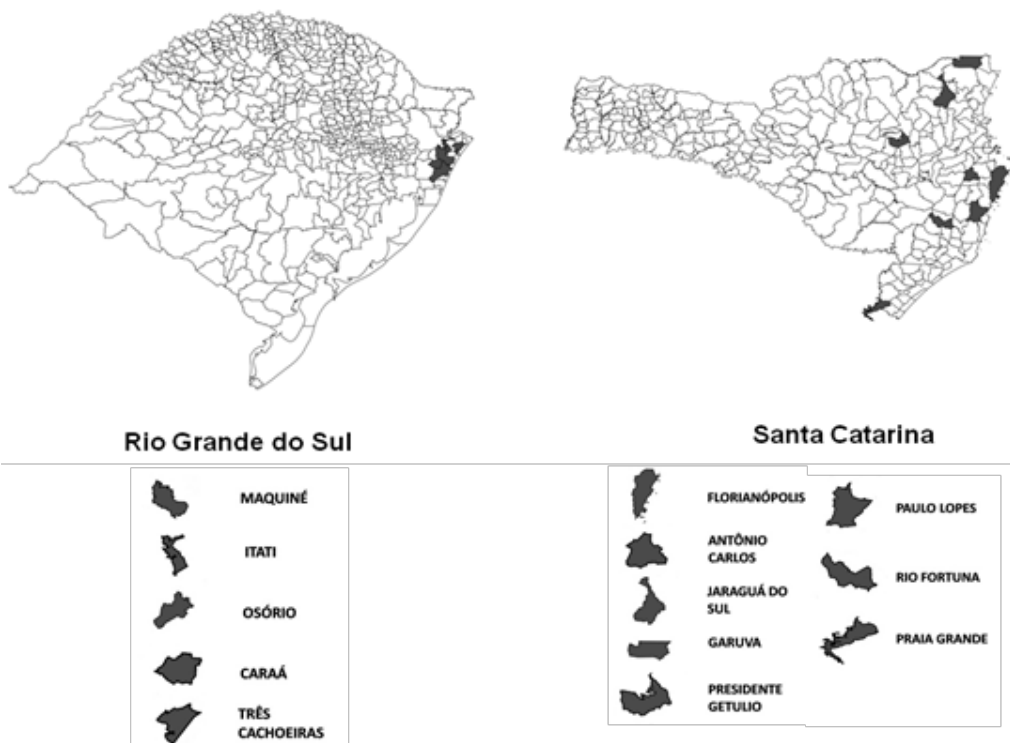 Rio Grande do Sul
Santa Catarina
MAQUINÉ
ITATI
OSÓRIO
CARAÁ
TRÊS
CACHOEIRAS
FLORIANÓPOLIS
ANTÔNIO
CARLOS
JARAGUÁ DO
SUL
GARUVA
PRESIDENTE
GETULIO
PAULO LOPES
RIO FORTUNA
PRAIA GRANDE